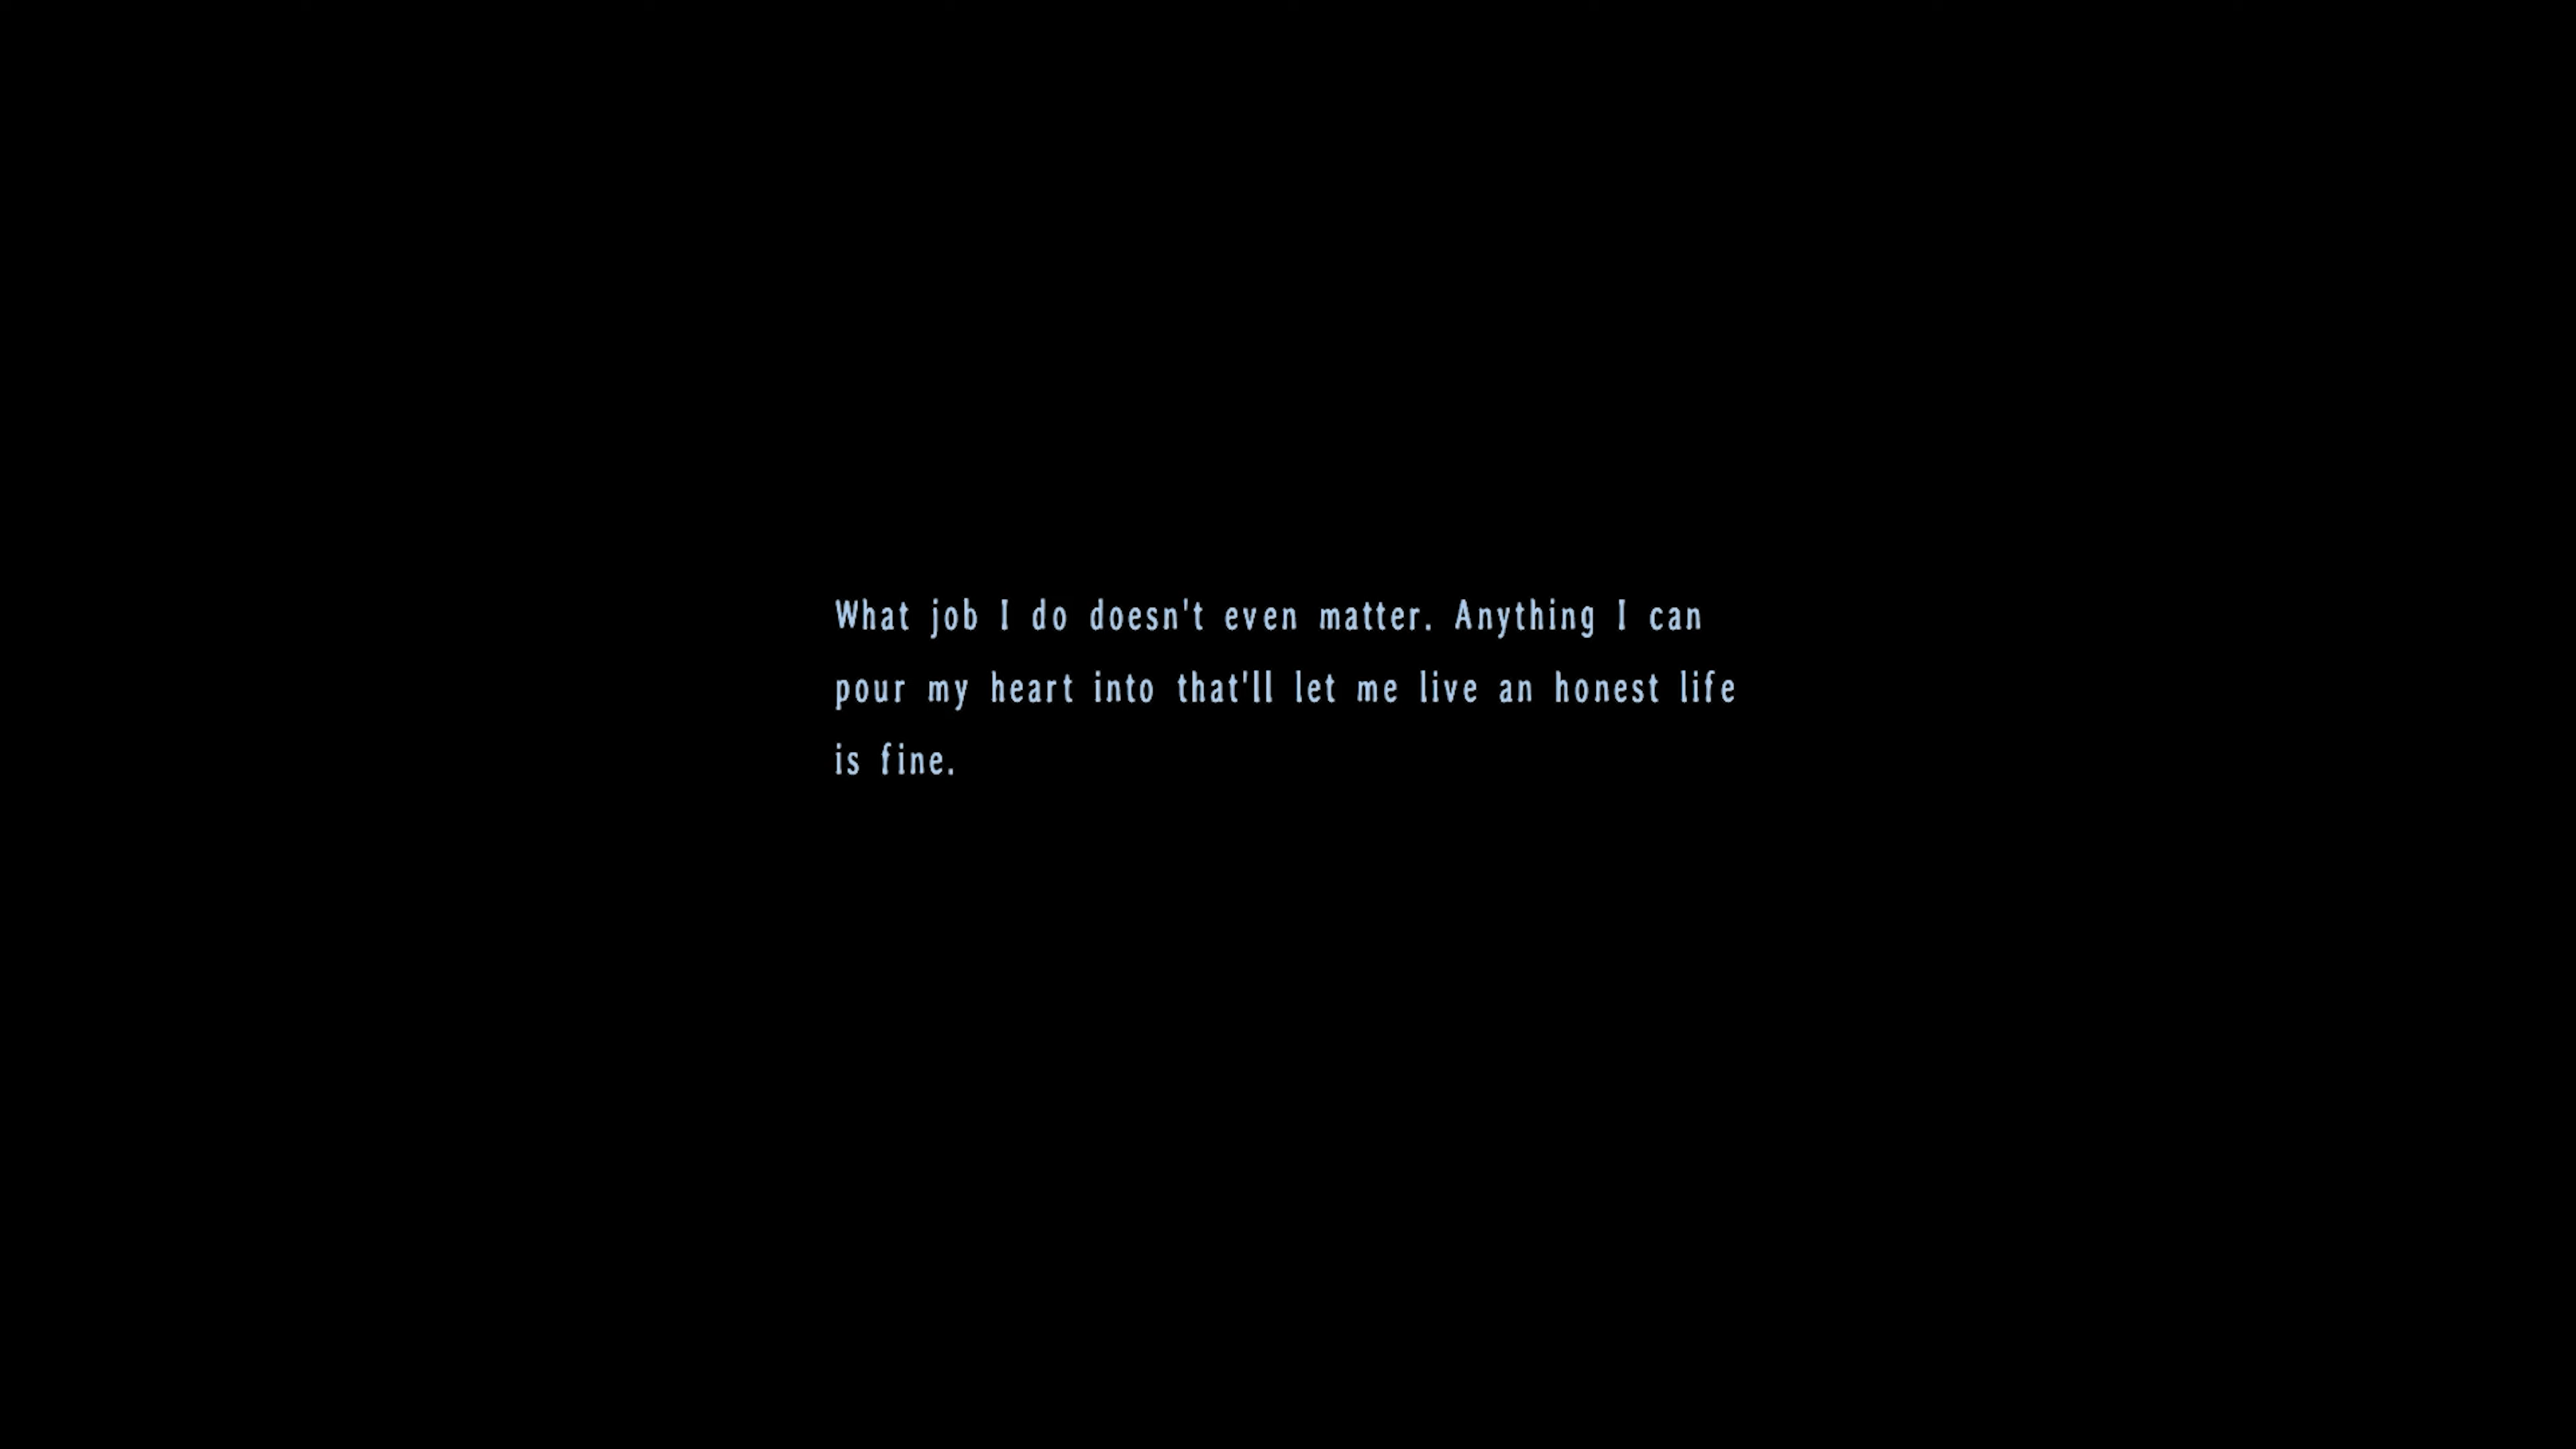 What job I do doesn't even matter. Anything I can
pour my heart into that'll let me live an honest life
is fine.